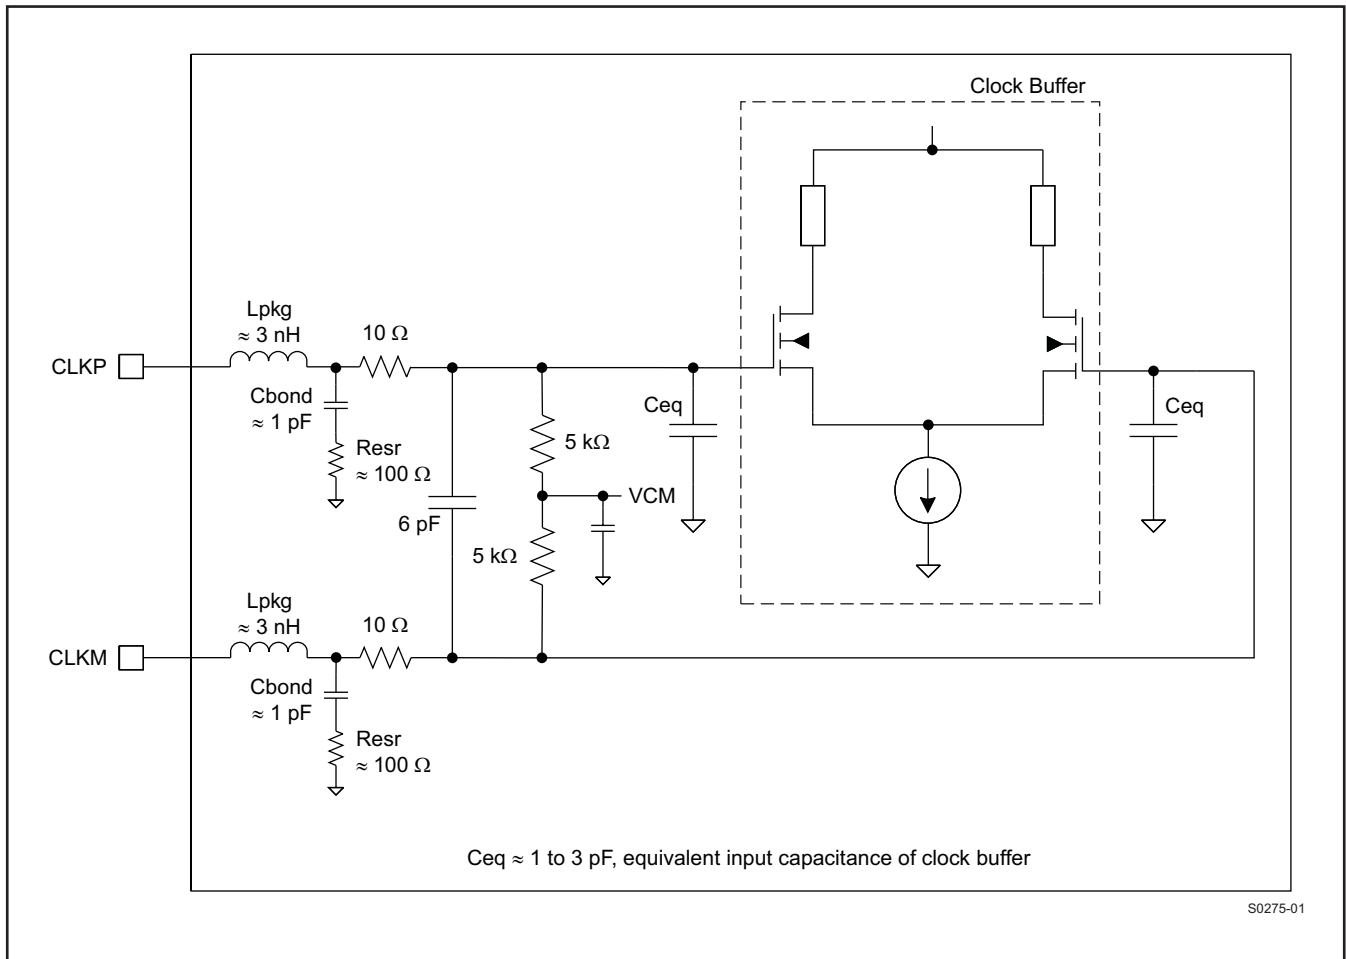 Clock Buffer
Lpkg
≈ 3 nH
10 Ω
CLKP
Cbond
≈ 1 pF
Resr
≈ 100 Ω
6 pF
5 kΩ
VCM
5 kΩ
Ceq
Ceq
Lpkg
≈ 3 nH
10 Ω
CLKM
Cbond
≈ 1 pF
Resr
≈ 100 Ω
Ceq ≈ 1 to 3 pF, equivalent input capacitance of clock buffer
S0275-01